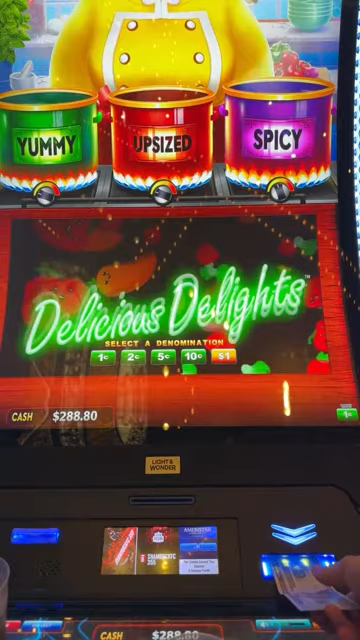 YUMMY
UPSIZED
SPICY
Delicious Delights™
SELECT A DENOMINATION
1¢ 2¢ 5¢ 10¢ $1
CASH $288.80
1¢
LIGHT & WONDER
CASH $288.80